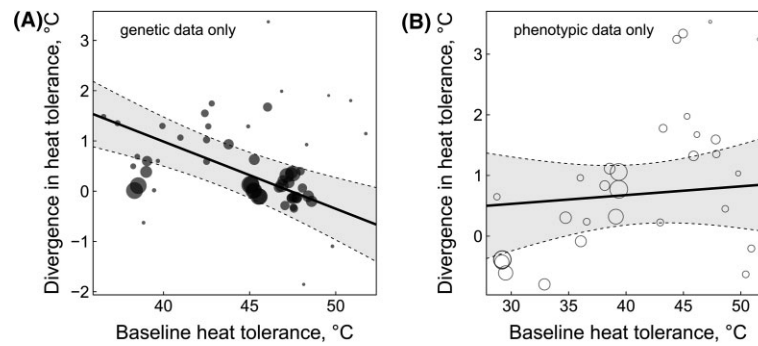 (A)
genetic data only
Divergence in heat tolerance, °C
3
2
1
0
−1
−2
40
45
50
Baseline heat tolerance, °C
(B)
phenotypic data only
Divergence in heat tolerance, °C
3
2
1
0
30
35
40
45
50
Baseline heat tolerance, °C